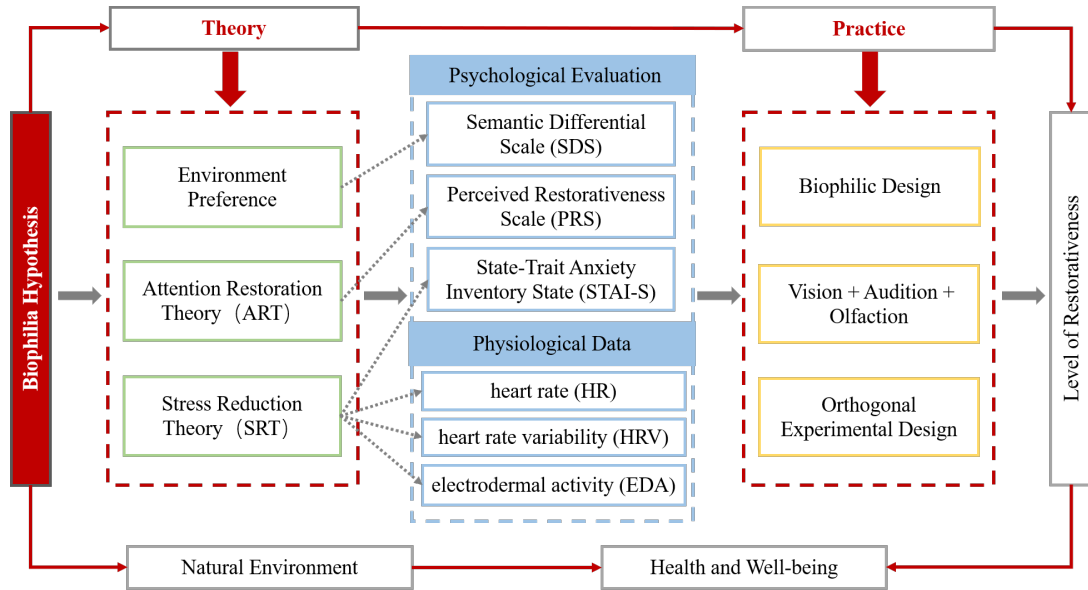 Theory
Practice
Biophilia Hypothesis
Environment
Preference
Attention Restoration
Theory（ART）
Stress Reduction
Theory（SRT）
Psychological Evaluation
Semantic Differential
Scale (SDS)
Perceived Restorativeness
Scale (PRS)
State-Trait Anxiety
Inventory State (STAI-S)
Physiological Data
heart rate (HR)
heart rate variability (HRV)
electrodermal activity (EDA)
Biophilic Design
Vision + Audition +
Olfaction
Orthogonal
Experimental Design
Level of Restorativeness
Natural Environment
Health and Well-being